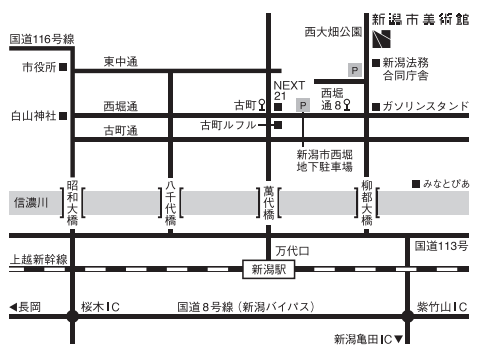 新潟市美術館
西大畑公園
国道116号線
東中通
市役所
P
新潟法務
合同庁舎
NEXT
21
西堀
通8
西堀通
古町
P
ガソリンスタンド
白山神社
古町ルフル
古町通
新潟市西堀
地下駐車場
みなとぴあ
信濃川
昭和大橋
八千代橋
萬代橋
柳都大橋
万代口
国道113号
上越新幹線
新潟駅
◀長岡
桜木IC
国道8号線(新潟バイパス)
紫竹山IC
新潟亀田IC▼